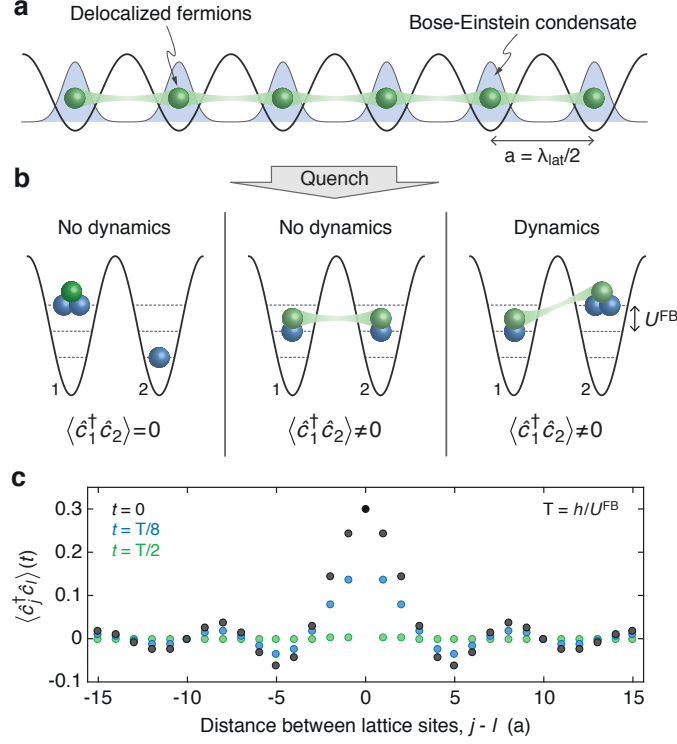 a
Delocalized fermions
Bose-Einstein condensate
a = λlat/2
b
Quench
No dynamics
No dynamics
Dynamics
UFB
1
2
1
2
1
2
⟨ĉ₁†ĉ₂⟩=0
⟨ĉ₁†ĉ₂⟩≠0
⟨ĉ₁†ĉ₂⟩≠0
c
t = 0
t = T/8
t = T/2
T = h/UFB
⟨ĉⱼ†ĉₗ⟩(t)
0.3
0.2
0.1
0
-0.1
-15
-10
-5
0
5
10
15
Distance between lattice sites, j - l (a)